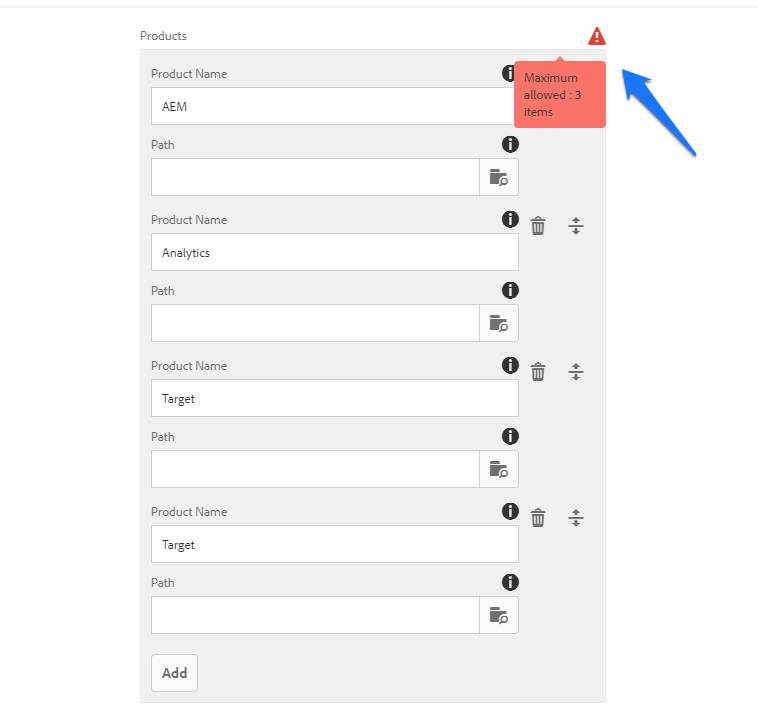 Products
Product Name
Maximum
allowed : 3
items
AEM
Path
Product Name
Analytics
Path
Product Name
Target
Path
Product Name
Target
Path
Add